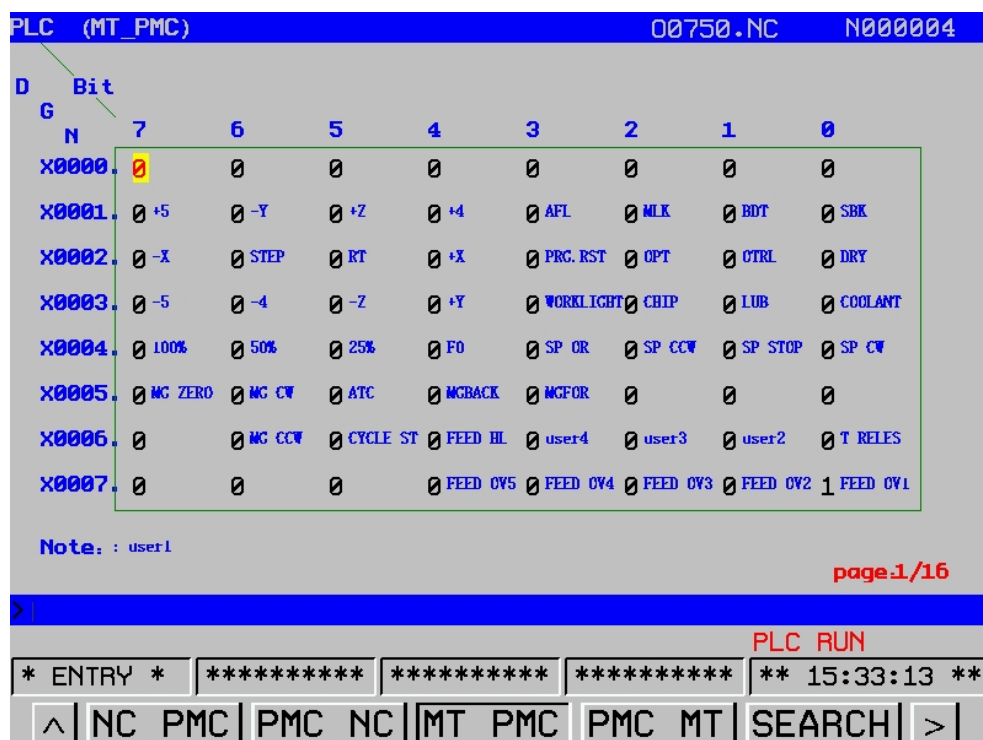 PLC (MT_PMC) O0750.NC N000004
D Bit
G
N 7 6 5 4 3 2 1 0
X0000. 0 0 0 0 0 0 0 0
X0001. 0 +5 0 -Y 0 +Z 0 +4 0 AFL 0 MLK 0 BDT 0 SBK
X0002. 0 -X 0 STEP 0 RT 0 +X 0 PRG.RST 0 OPT 0 OTRL 0 DRY
X0003. 0 -5 0 -4 0 -Z 0 +Y 0 WORKLIGHT 0 CHIP 0 LUB 0 COOLANT
X0004. 0 100% 0 50% 0 25% 0 F0 0 SP OR 0 SP CCW 0 SP STOP 0 SP CW
X0005. 0 MG ZERO 0 MG CW 0 ATC 0 MGBACK 0 MGFOR 0 0 0
X0006. 0 0 MG CCW 0 CYCLE ST 0 FEED HL 0 user4 0 user3 0 user2 0 T RELES
X0007. 0 0 0 0 FEED OV5 0 FEED OV4 0 FEED OV3 0 FEED OV2 1 FEED OV1
Note: : user1
page:1/16
>
PLC RUN
* ENTRY * ********** ********** ********** ** 15:33:13 **
^ NC PMC PMC NC MT PMC PMC MT SEARCH >